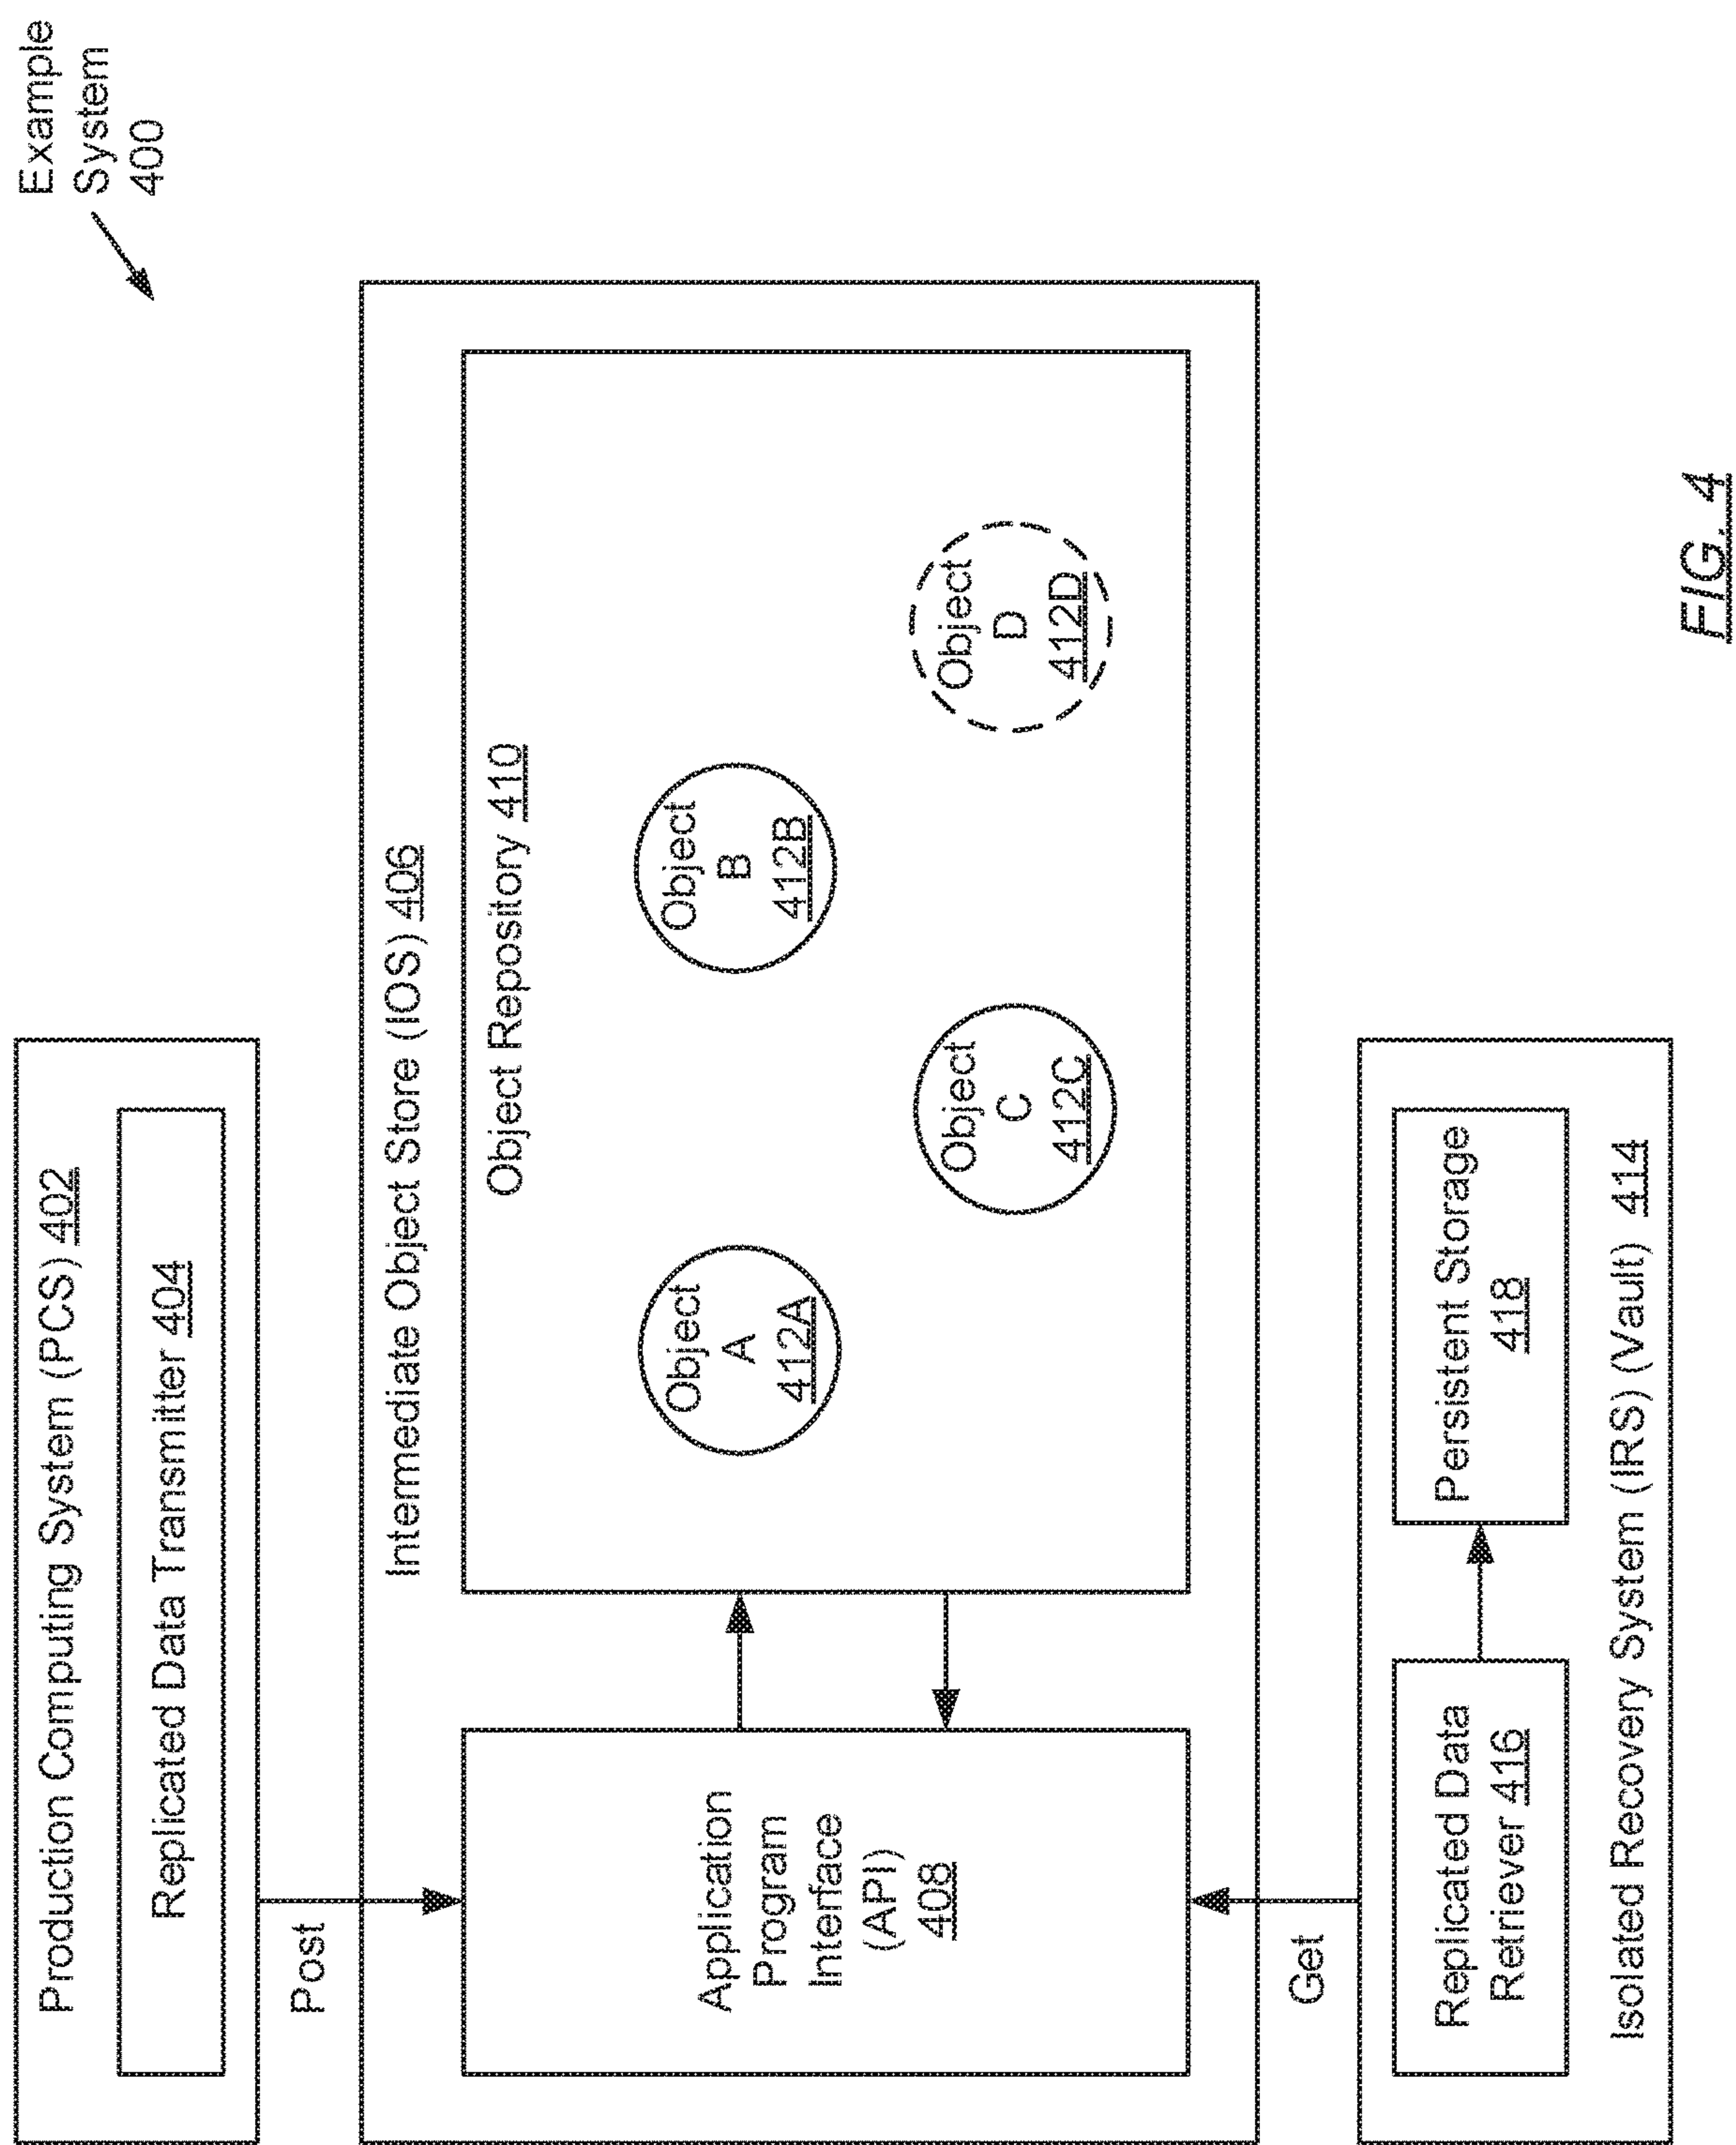 Example
System
400
Production Computing System (PCS) 402
Replicated Data Transmitter 404
Post
Intermediate Object Store (IOS) 406
Application
Program
Interface
(API)
408
Object Repository 410
Object
A
412A
Object
B
412B
Object
C
412C
Object
D
412D
Get
Replicated Data
Retriever 416
Persistent Storage
418
Isolated Recovery System (IRS) (Vault) 414
FIG. 4